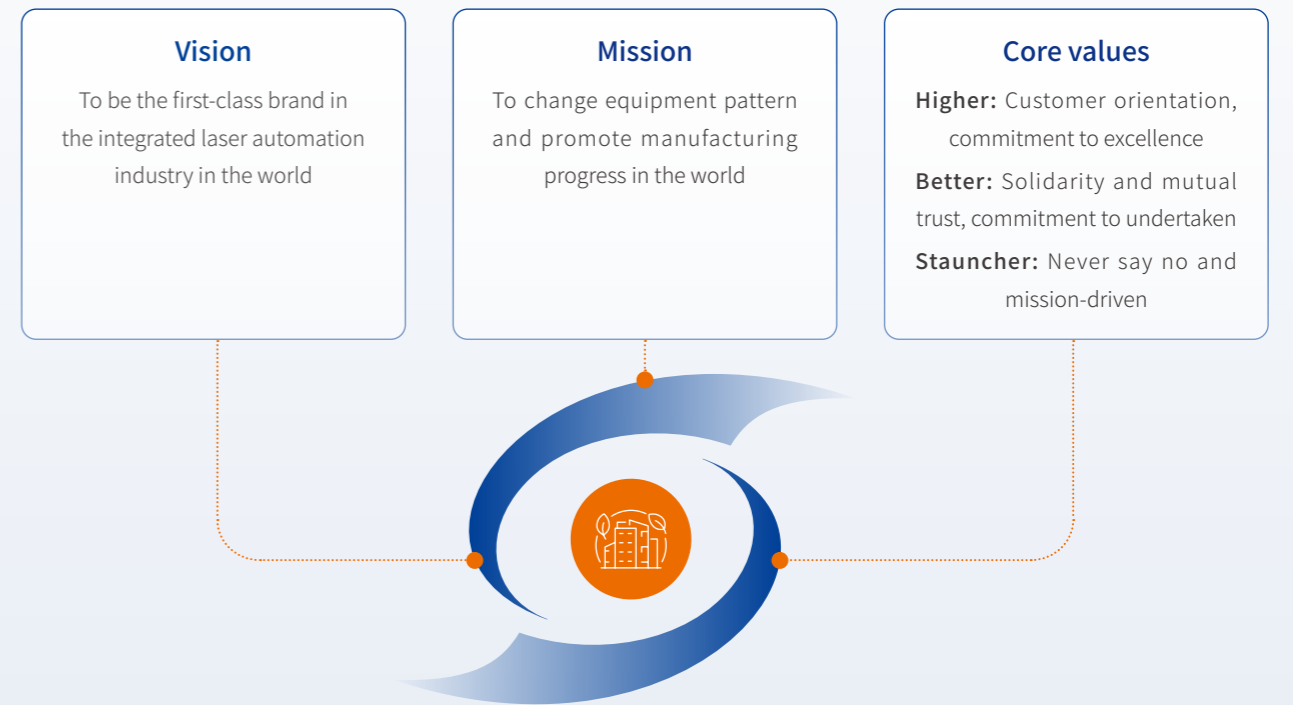 Vision
To be the first-class brand in
the integrated laser automation
industry in the world
Mission
To change equipment pattern
and promote manufacturing
progress in the world
Core values
Higher: Customer orientation,
commitment to excellence
Better: Solidarity and mutual
trust, commitment to undertaken
Stauncher: Never say no and
mission-driven